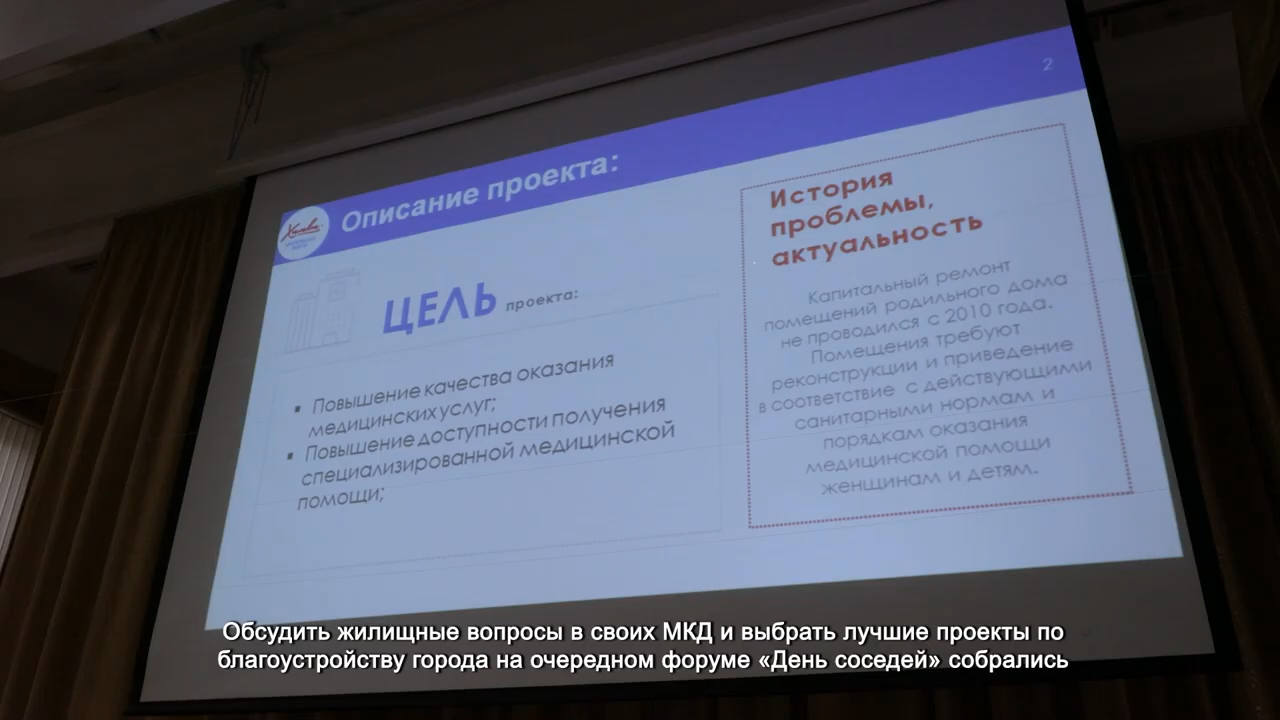 2
Описание проекта:
ЦЕЛЬ проекта:
▪ Повышение качества оказания
медицинских услуг;
▪ Повышение доступности получения
специализированной медицинской
помощи;
История
проблемы,
актуальность
Капитальный ремонт
помещений родильного дома
не проводился с 2010 года.
Помещения требуют
реконструкции и приведение
в соответствие с действующими
санитарными нормам и
порядкам оказания
медицинской помощи
женщинам и детям.
Обсудить жилищные вопросы в своих МКД и выбрать лучшие проекты по
благоустройству города на очередном форуме «День соседей» собрались